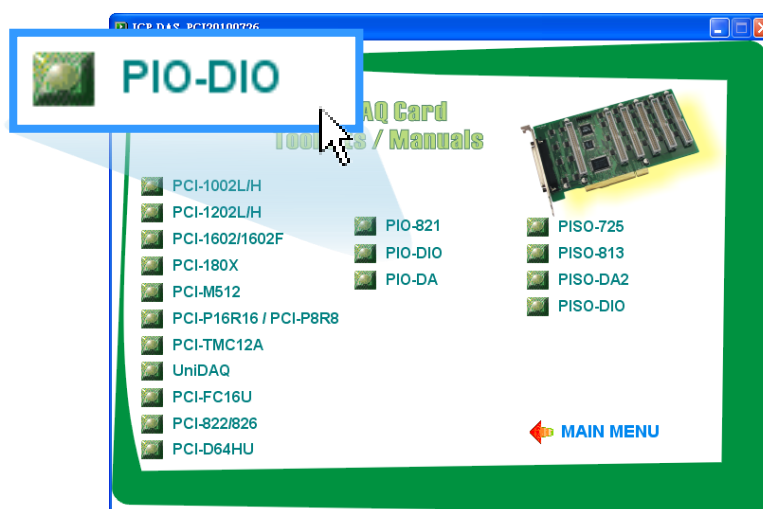 ICP DAS PCI20100726
PIO-DIO
AQ Card
/ Manuals
PCI-1002L/H
PCI-1202L/H
PCI-1602/1602F
PCI-180X
PCI-M512
PCI-P16R16 / PCI-P8R8
PCI-TMC12A
UniDAQ
PCI-FC16U
PCI-822/826
PCI-D64HU
PIO-821
PIO-DIO
PIO-DA
PISO-725
PISO-813
PISO-DA2
PISO-DIO
MAIN MENU